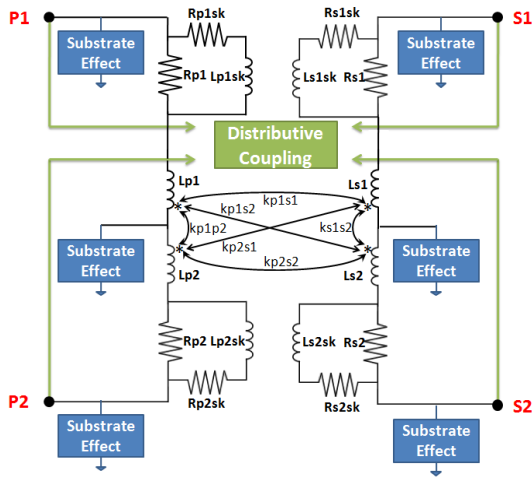 P1
Substrate
Effect
Rp1sk
Rp1
Lp1sk
Rs1sk
Ls1sk
Rs1
Substrate
Effect
S1
Distributive
Coupling
Lp1
kp1s1
Ls1
*
*
kp1s2
kp1p2
ks1s2
kp2s1
*
*
kp2s2
Substrate
Effect
Lp2
Ls2
Substrate
Effect
Rp2
Lp2sk
Rp2sk
Ls2sk
Rs2
Rs2sk
P2
Substrate
Effect
Substrate
Effect
S2